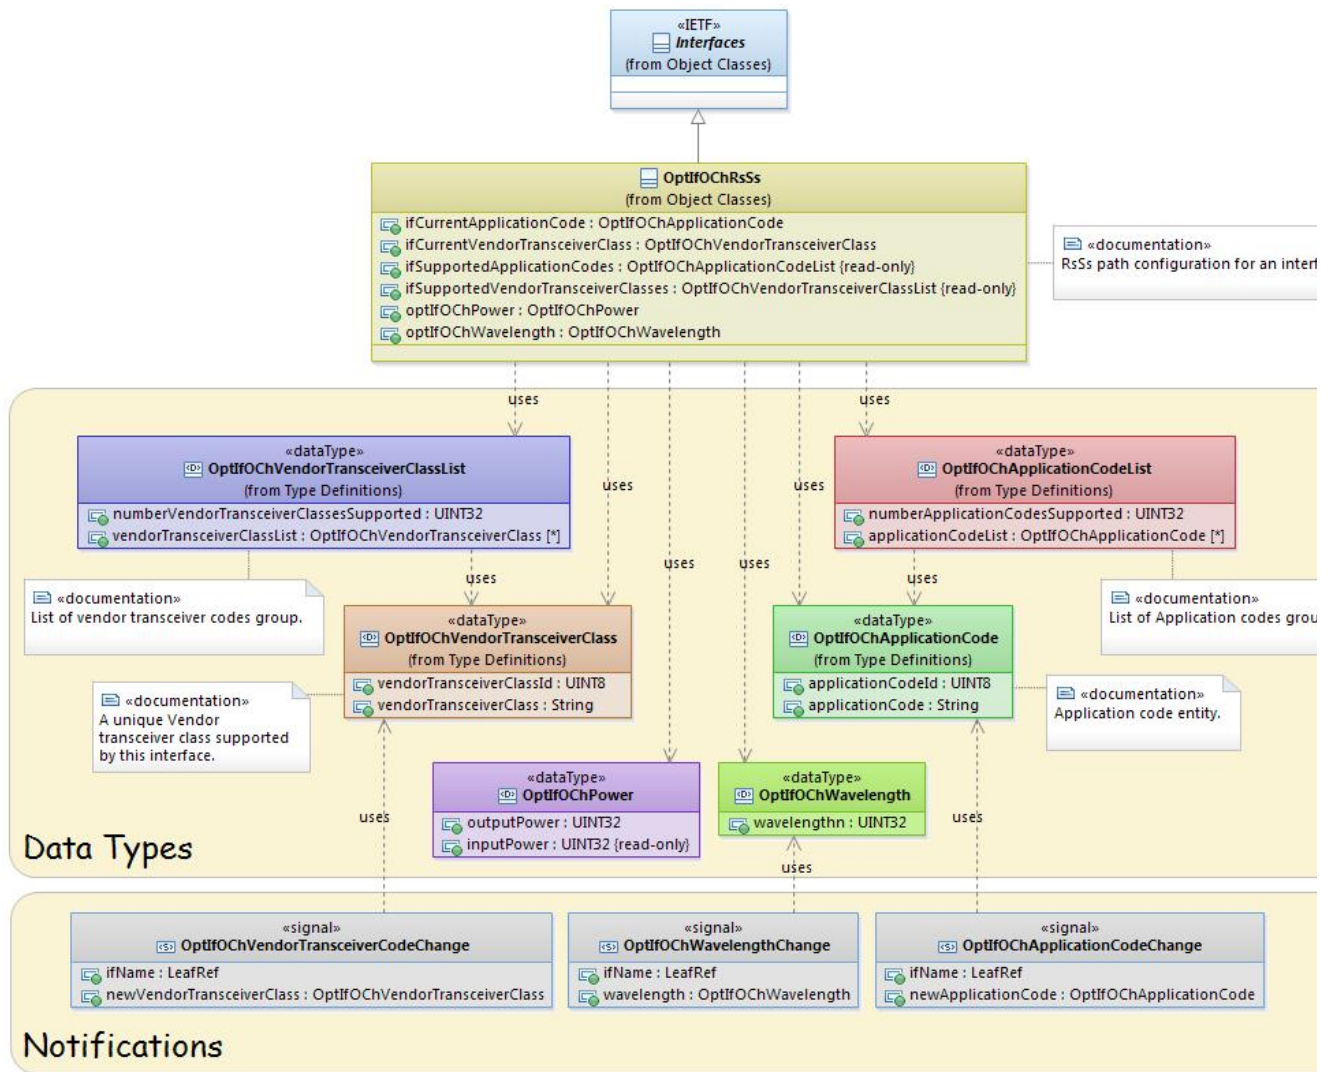 «IETF»
Interfaces
(from Object Classes)
OptIfOChRsSs
(from Object Classes)
ifCurrentApplicationCode : OptIfOChApplicationCode
ifCurrentVendorTransceiverClass : OptIfOChVendorTransceiverClass
ifSupportedApplicationCodes : OptIfOChApplicationCodeList {read-only}
ifSupportedVendorTransceiverClasses : OptIfOChVendorTransceiverClassList {read-only}
optIfOChPower : OptIfOChPower
optIfOChWavelength : OptIfOChWavelength
«documentation»
RsSs path configuration for an interf
uses
uses
«dataType»
OptIfOChVendorTransceiverClassList
(from Type Definitions)
numberVendorTransceiverClassesSupported : UINT32
vendorTransceiverClassList : OptIfOChVendorTransceiverClass [*]
«dataType»
OptIfOChApplicationCodeList
(from Type Definitions)
numberApplicationCodesSupported : UINT32
applicationCodeList : OptIfOChApplicationCode [*]
uses
uses
uses
uses
uses
uses
«documentation»
List of vendor transceiver codes group.
«documentation»
List of Application codes grou
«dataType»
OptIfOChVendorTransceiverClass
(from Type Definitions)
vendorTransceiverClassId : UINT8
vendorTransceiverClass : String
«dataType»
OptIfOChApplicationCode
(from Type Definitions)
applicationCodeId : UINT8
applicationCode : String
«documentation»
A unique Vendor
transceiver class supported
by this interface.
«documentation»
Application code entity.
«dataType»
OptIfOChPower
outputPower : UINT32
inputPower : UINT32 {read-only}
«dataType»
OptIfOChWavelength
wavelengthn : UINT32
uses
uses
uses
Data Types
«signal»
OptIfOChVendorTransceiverCodeChange
ifName : LeafRef
newVendorTransceiverClass : OptIfOChVendorTransceiverClass
«signal»
OptIfOChWavelengthChange
ifName : LeafRef
wavelength : OptIfOChWavelength
«signal»
OptIfOChApplicationCodeChange
ifName : LeafRef
newApplicationCode : OptIfOChApplicationCode
Notifications